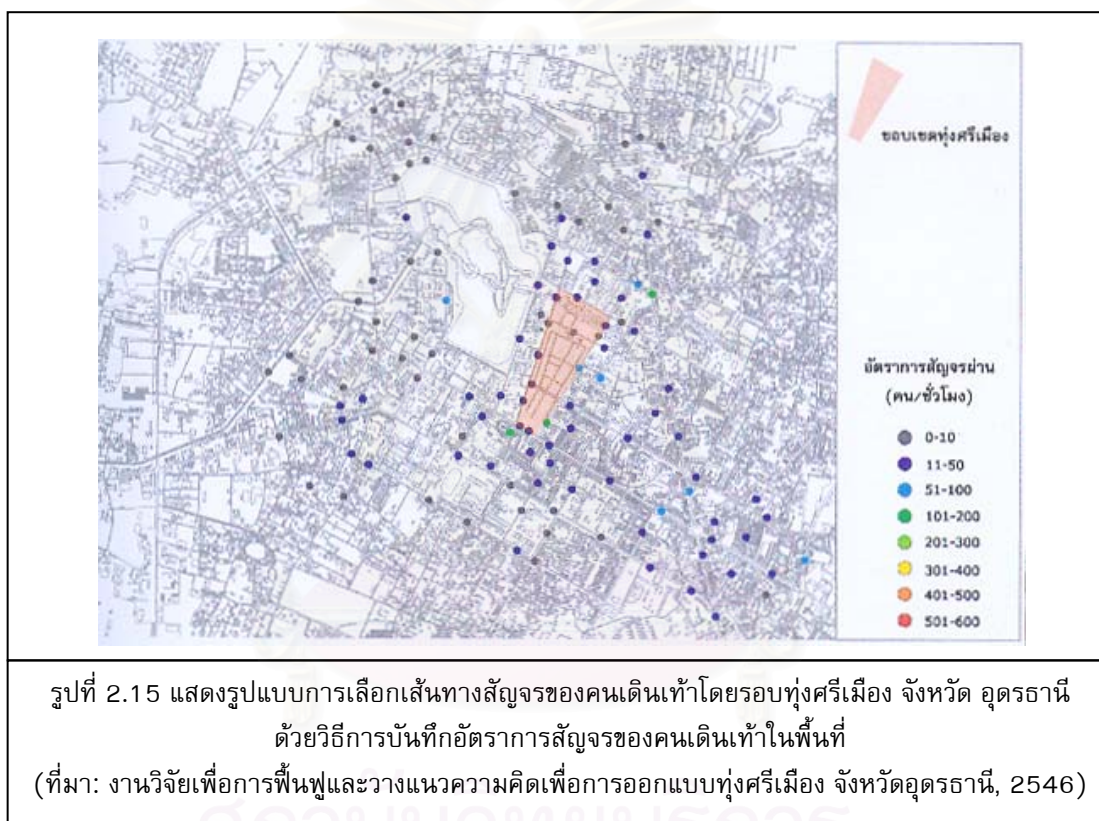 ขอบเขตทุ่งศรีเมือง
อัตราการสัญจรผ่าน
(คน/ชั่วโมง)
0-10
11-50
51-100
101-200
201-300
301-400
401-500
501-600
รูปที่ 2.15 แสดงรูปแบบการเลือกเส้นทางสัญจรของคนเดินเท้าโดยรอบทุ่งศรีเมือง จังหวัด อุดรธานี
ด้วยวิธีการบันทึกอัตราการสัญจรของคนเดินเท้าในพื้นที่
(ที่มา: งานวิจัยเพื่อการฟื้นฟูและวางแนวความคิดเพื่อการออกแบบทุ่งศรีเมือง จังหวัดอุดรธานี, 2546)